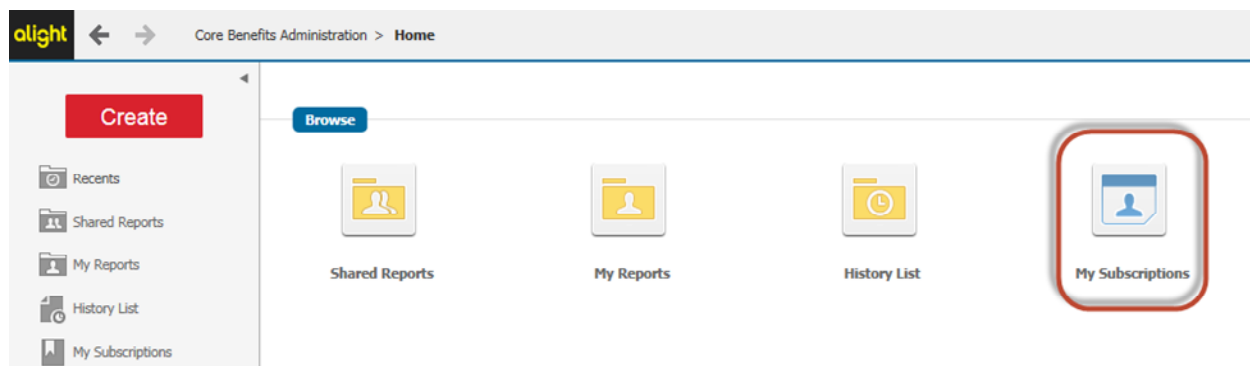 alight
Core Benefits Administration > Home
Create
Browse
Recents
Shared Reports
My Reports
History List
My Subscriptions
Shared Reports
My Reports
History List
My Subscriptions